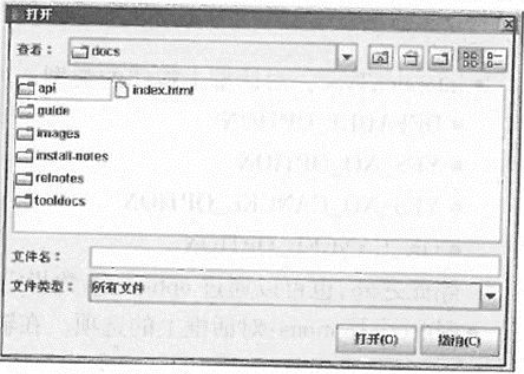 打开
查看： docs
api index.html
guide
images
install-notes
relnotes
tooldocs
文件名：
文件类型： 所有文件
打开(O) 撤消(C)